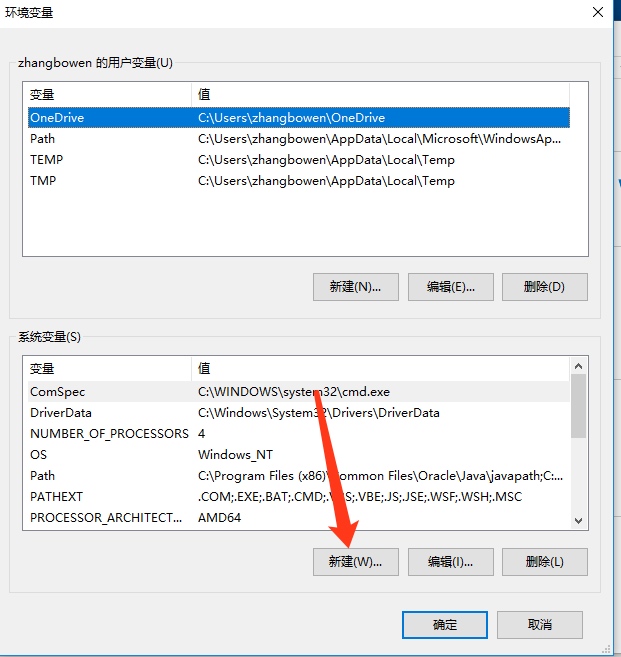 环境变量
zhangbowen 的用户变量(U)
变量 值
OneDrive C:\Users\zhangbowen\OneDrive
Path C:\Users\zhangbowen\AppData\Local\Microsoft\WindowsAp...
TEMP C:\Users\zhangbowen\AppData\Local\Temp
TMP C:\Users\zhangbowen\AppData\Local\Temp
新建(N)... 编辑(E)... 删除(D)
系统变量(S)
变量 值
ComSpec C:\WINDOWS\system32\cmd.exe
DriverData C:\Windows\System32\Drivers\DriverData
NUMBER_OF_PROCESSORS 4
OS Windows_NT
Path C:\Program Files (x86)\Common Files\Oracle\Java\javapath;C:...
PATHEXT .COM;.EXE;.BAT;.CMD;.VBS;.VBE;.JS;.JSE;.WSF;.WSH;.MSC
PROCESSOR_ARCHITECT... AMD64
新建(W)... 编辑(I)... 删除(L)
确定 取消